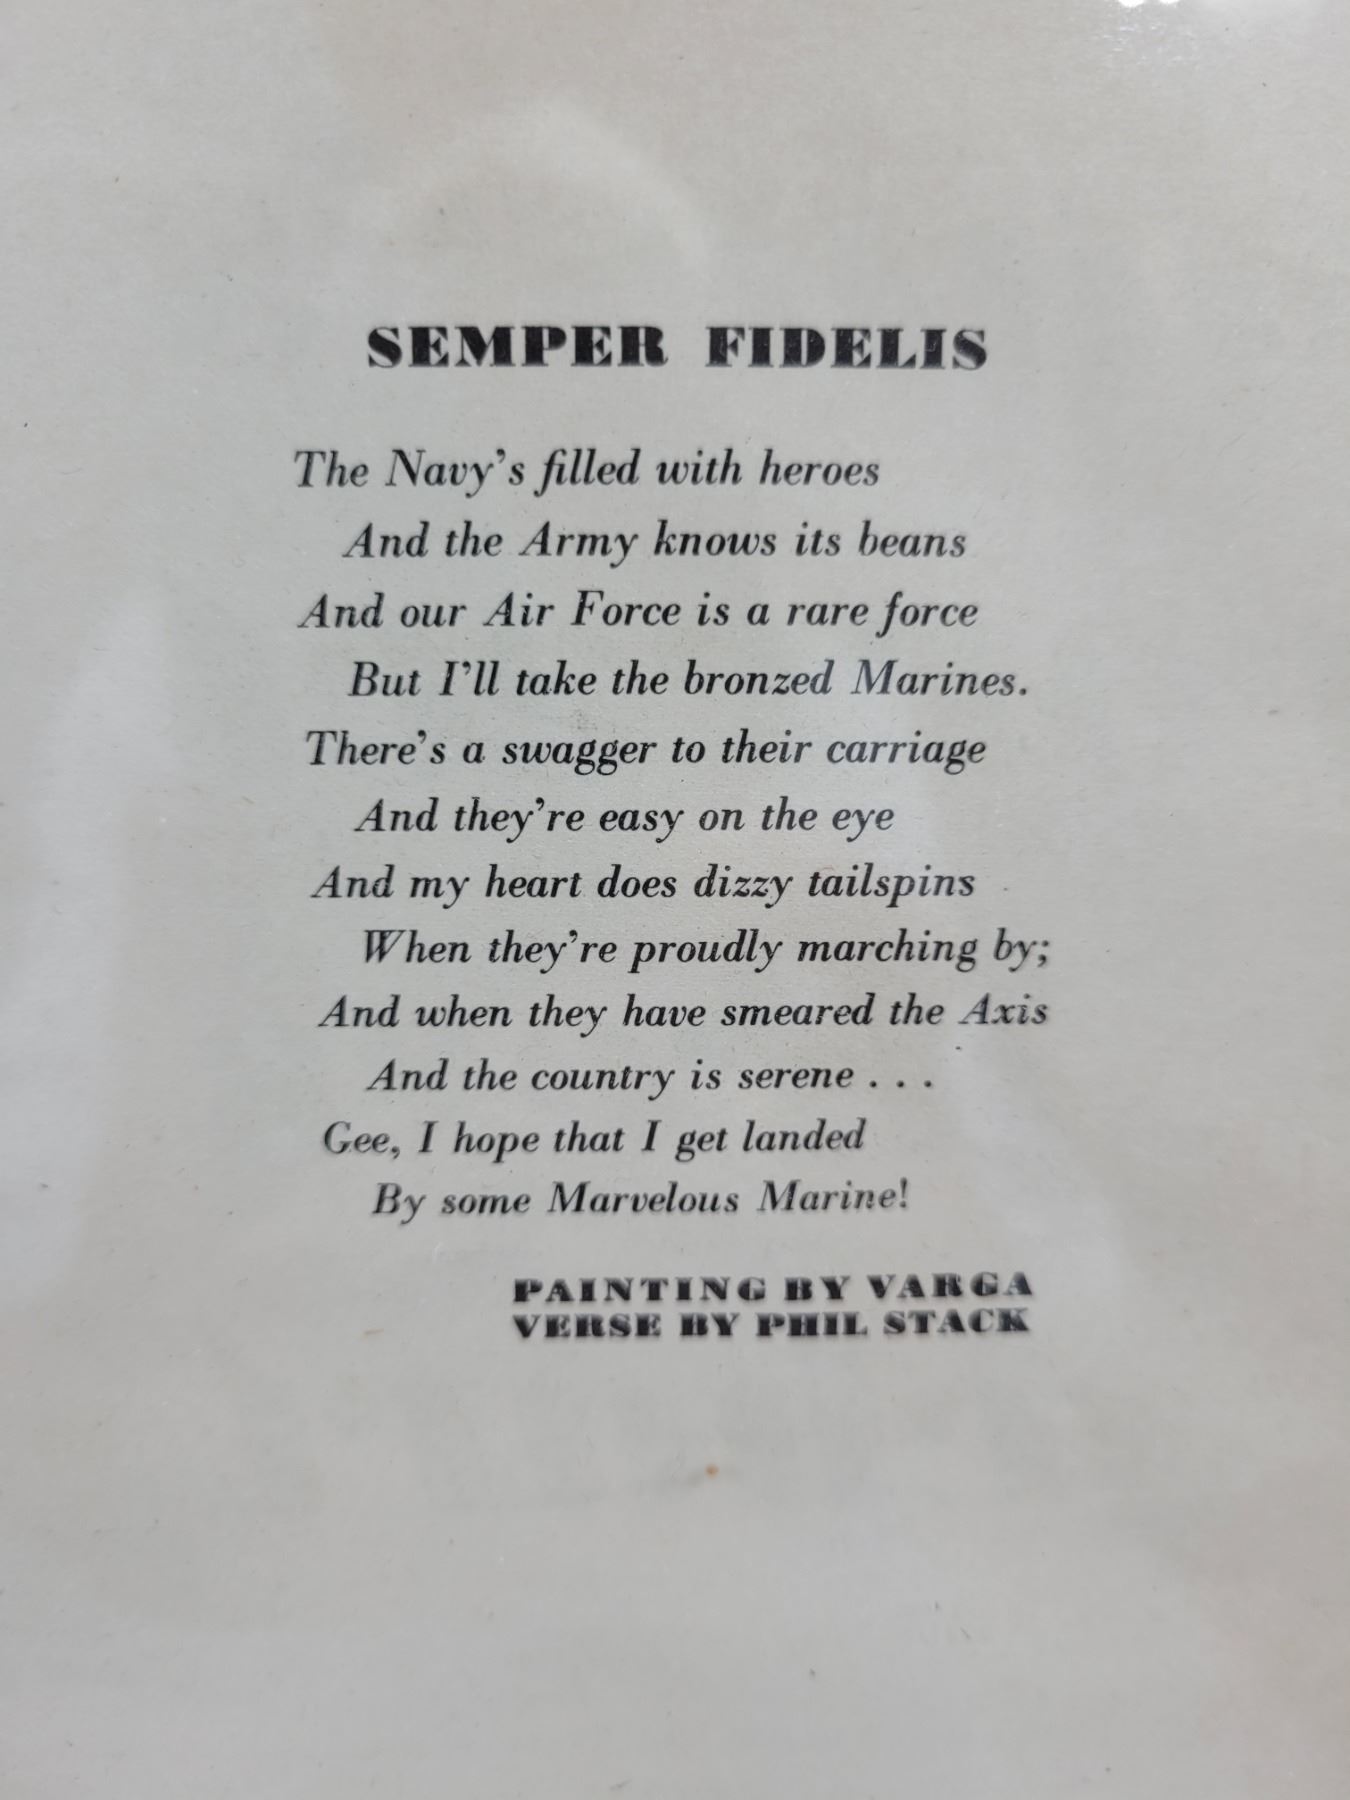 SEMPER FIDELIS
The Navy's filled with heroes
And the Army knows its beans
And our Air Force is a rare force
But I'll take the bronzed Marines.
There's a swagger to their carriage
And they're easy on the eye
And my heart does dizzy tailspins
When they're proudly marching by;
And when they have smeared the Axis
And the country is serene . . .
Gee, I hope that I get landed
By some Marvelous Marine!
PAINTING BY VARGA
VERSE BY PHIL STACK